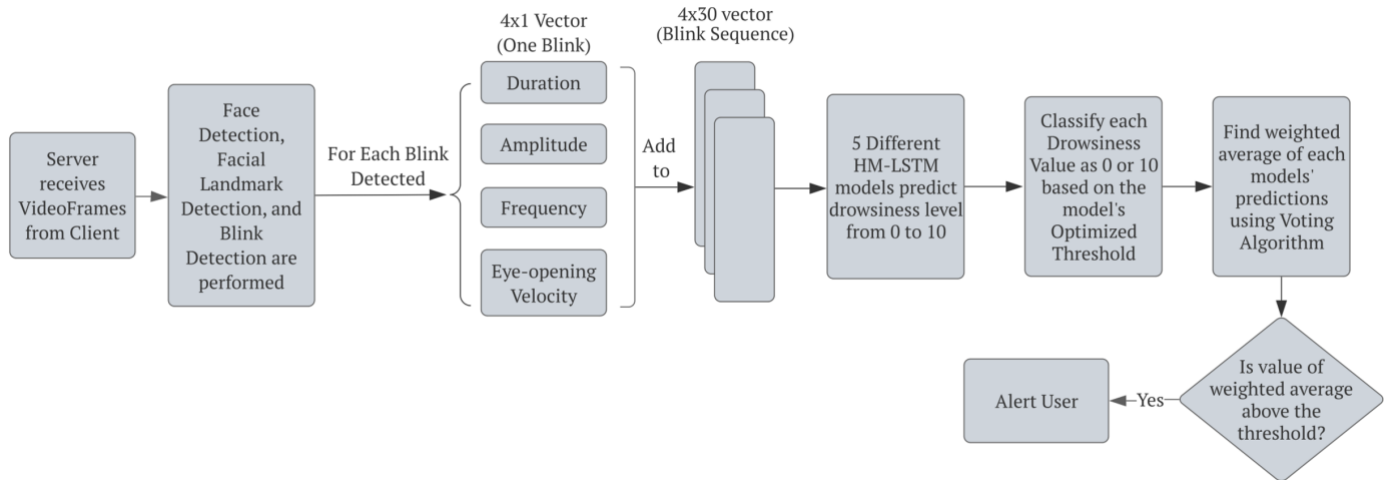 Server
receives
VideoFrames
from Client
Face
Detection,
Facial
Landmark
Detection, and
Blink
Detection are
performed
For Each Blink
Detected
4x1 Vector
(One Blink)
Duration
Amplitude
Frequency
Eye-opening
Velocity
Add
to
4x30 vector
(Blink Sequence)
5 Different
HM-LSTM
models predict
drowsiness level
from 0 to 10
Classify each
Drowsiness
Value as 0 or 10
based on the
model's
Optimized
Threshold
Find weighted
average of each
models'
predictions
using Voting
Algorithm
Is value of
weighted average
above the
threshold?
Yes
Alert User